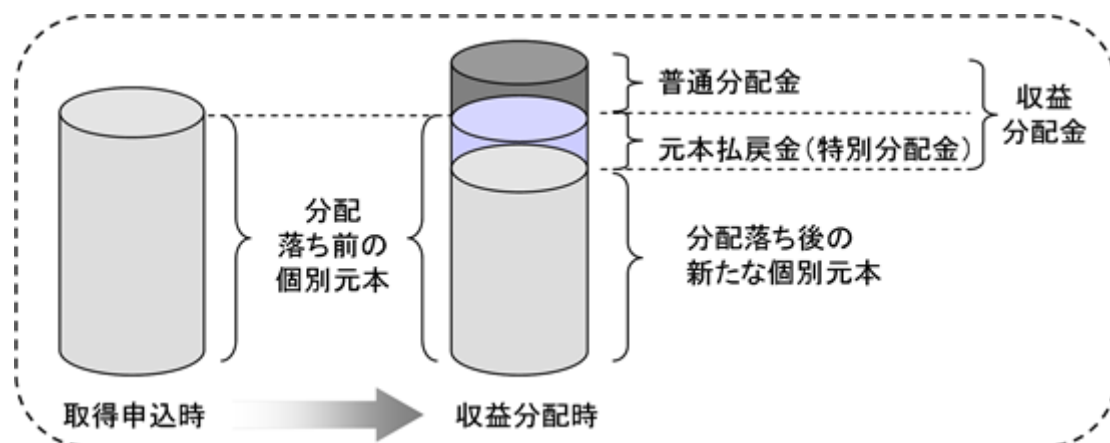 普通分配金
元本払戻金(特別分配金)
収益
分配金
分配
落ち前の
個別元本
分配落ち後の
新たな個別元本
取得申込時
収益分配時